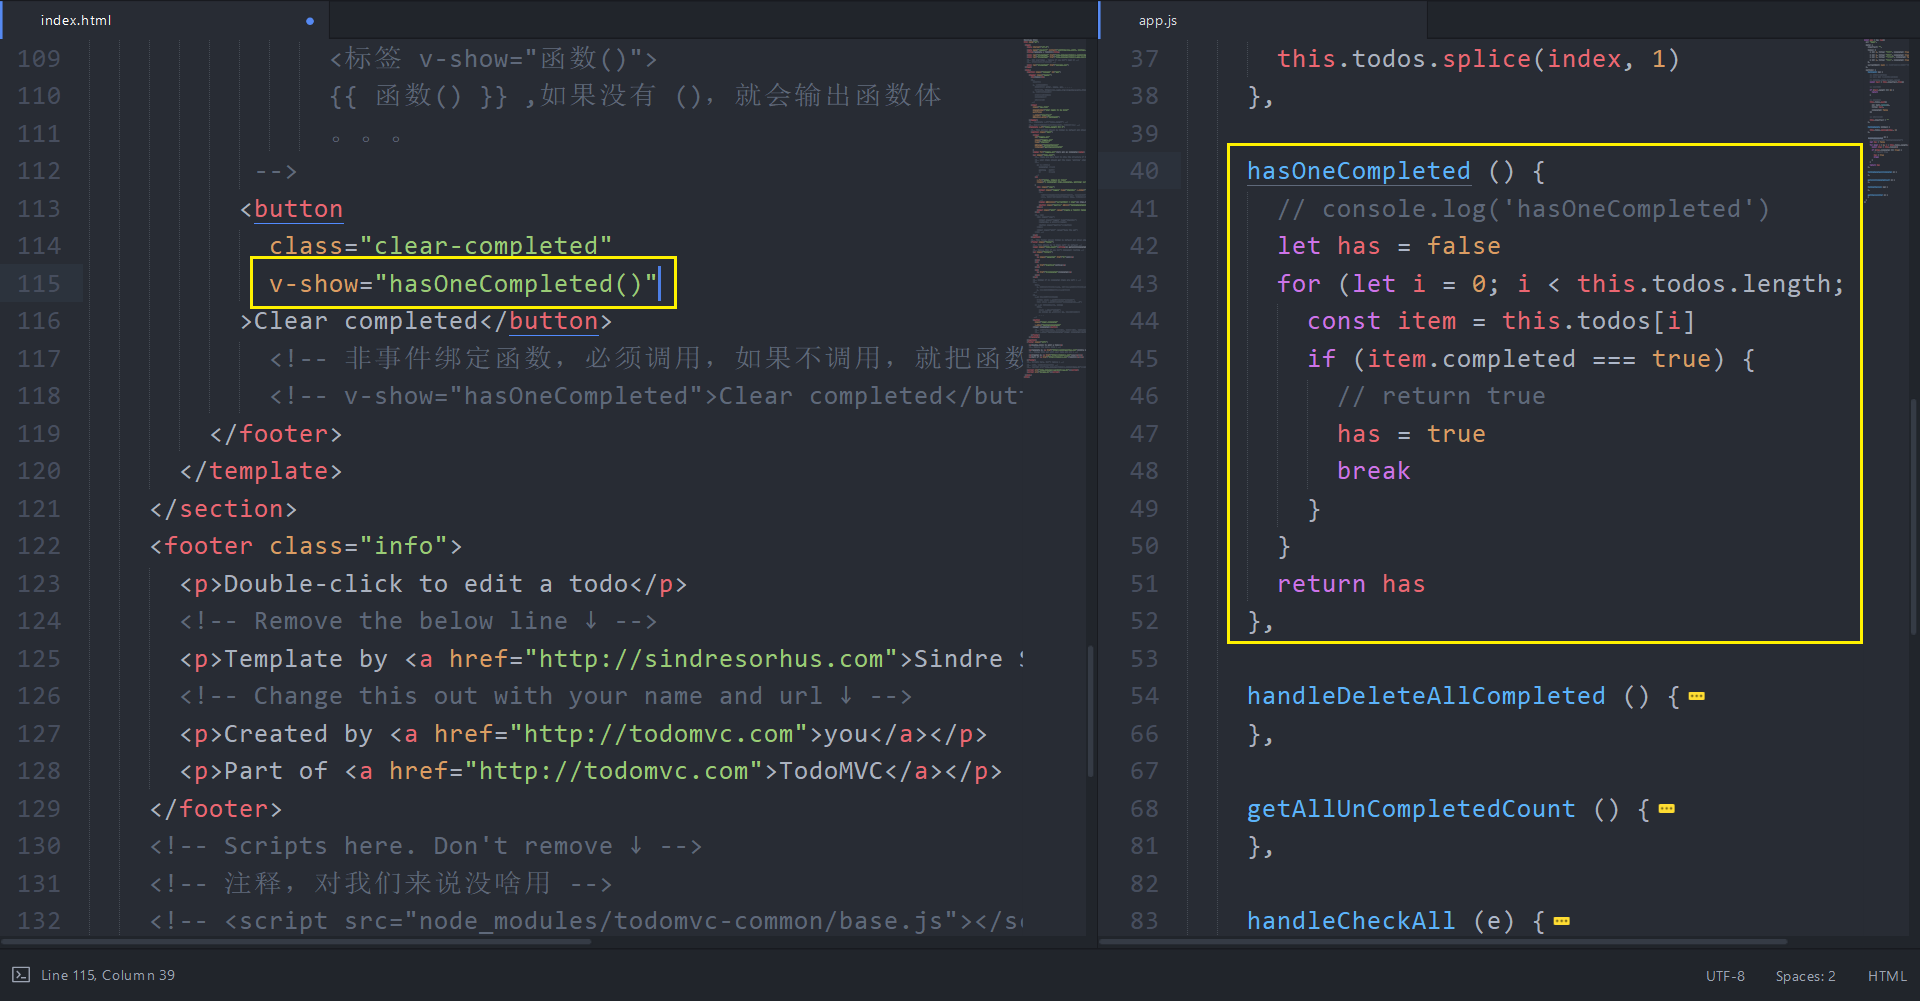 index.html
109 <标签 v-show="函数()">
110 {{ 函数() }} ,如果没有 (), 就会输出函数体
111 。。。
112 -->
113 <button
114 class="clear-completed"
115 v-show="hasOneCompleted()"
116 >Clear completed</button>
117 <!-- 非事件绑定函数, 必须调用, 如果不调用, 就把函数
118 <!-- v-show="hasOneCompleted">Clear completed</butt
119 </footer>
120 </template>
121 </section>
122 <footer class="info">
123 <p>Double-click to edit a todo</p>
124 <!-- Remove the below line ↓ -->
125 <p>Template by <a href="http://sindresorhus.com">Sindre S
126 <!-- Change this out with your name and url ↓ -->
127 <p>Created by <a href="http://todomvc.com">you</a></p>
128 <p>Part of <a href="http://todomvc.com">TodoMVC</a></p>
129 </footer>
130 <!-- Scripts here. Don't remove ↓ -->
131 <!-- 注释, 对我们来说没啥用 -->
132 <!-- <script src="node_modules/todomvc-common/base.js"></sc
app.js
37 this.todos.splice(index, 1)
38 },
39
40 hasOneCompleted () {
41 // console.log('hasOneCompleted')
42 let has = false
43 for (let i = 0; i < this.todos.length;
44 const item = this.todos[i]
45 if (item.completed === true) {
46 // return true
47 has = true
48 break
49 }
50 }
51 return has
52 },
53
54 handleDeleteAllCompleted () {
66 },
67
68 getAllUnCompletedCount () {
81 },
82
83 handleCheckAll (e) {
Line 115, Column 39
UTF-8
Spaces: 2
HTML